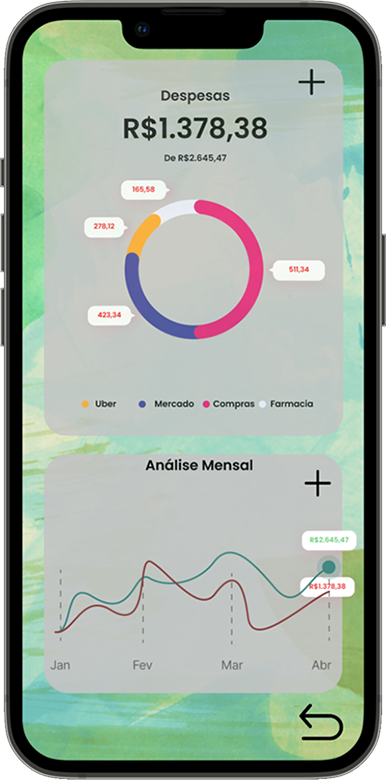 Despesas
R$1.378,38
De R$2.645,47
165,58
278,12
511,34
423,34
Uber Mercado Compras Farmacia
Análise Mensal
R$2.645,47
R$1.378,38
Jan Fev Mar Abr